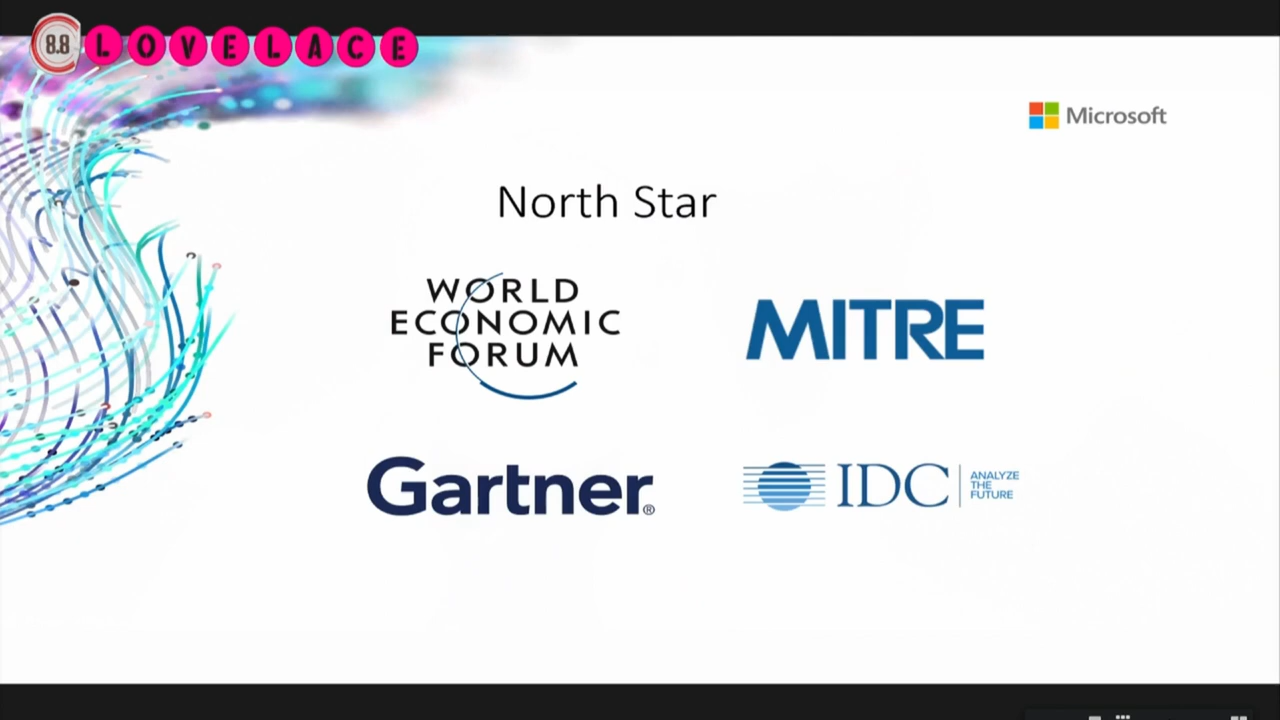 8.8 LOVELACE
Microsoft
North Star
WORLD
ECONOMIC
FORUM
MITRE
Gartner®
IDC
ANALYZE
THE
FUTURE